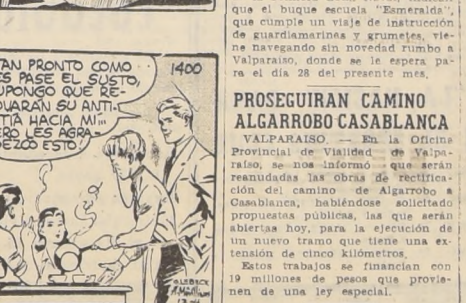 TAN PRONTO COMO
ES PASE EL SUSTO,
UPONGO QUE RE-
UARÁN SU ANTI-
TÍA HACIA MÍ...
ERO LES AGRA-
DEZCO ESTO!
1400
que el buque escuela "Esmeralda",
que cumple un viaje de instrucción
de guardiamarinas y grumetes, vie-
ne navegando sin novedad rumbo a
Valparaíso, donde se le espera pa-
ra el día 28 del presente mes.
PROSEGUIRAN CAMINO
ALGARROBO CASABLANCA
VALPARAISO. — En la Oficina
Provincial de Vialidad de Valpa-
raíso, se nos informó que serán
reanudadas las obras de rectifica-
ción del camino de Algarrobo a
Casablanca, habiéndose solicitado
propuestas públicas, las que serán
abiertas hoy, para la ejecución de
un nuevo tramo que tiene una ex-
tensión de cinco kilómetros.
Estos trabajos se financian con
19 millones de pesos que provie-
nen de una ley especial.